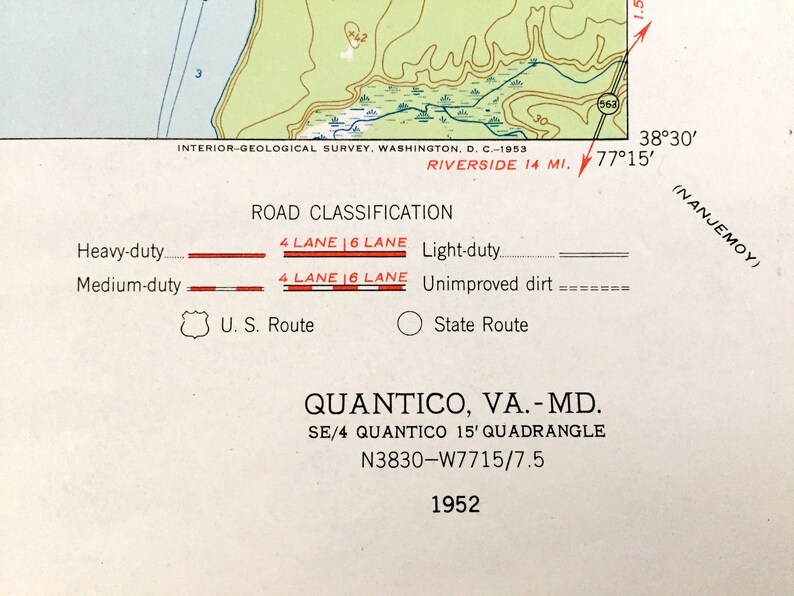 ×42
3
563
30
1.5
38°30'
INTERIOR—GEOLOGICAL SURVEY, WASHINGTON, D. C.—1953
RIVERSIDE 14 MI.
77°15'
(NANJEMOY)
ROAD CLASSIFICATION
Heavy-duty 4 LANE | 6 LANE Light-duty
Medium-duty 4 LANE | 6 LANE Unimproved dirt
U. S. Route State Route
QUANTICO, VA.-MD.
SE/4 QUANTICO 15' QUADRANGLE
N3830—W7715/7.5
1952